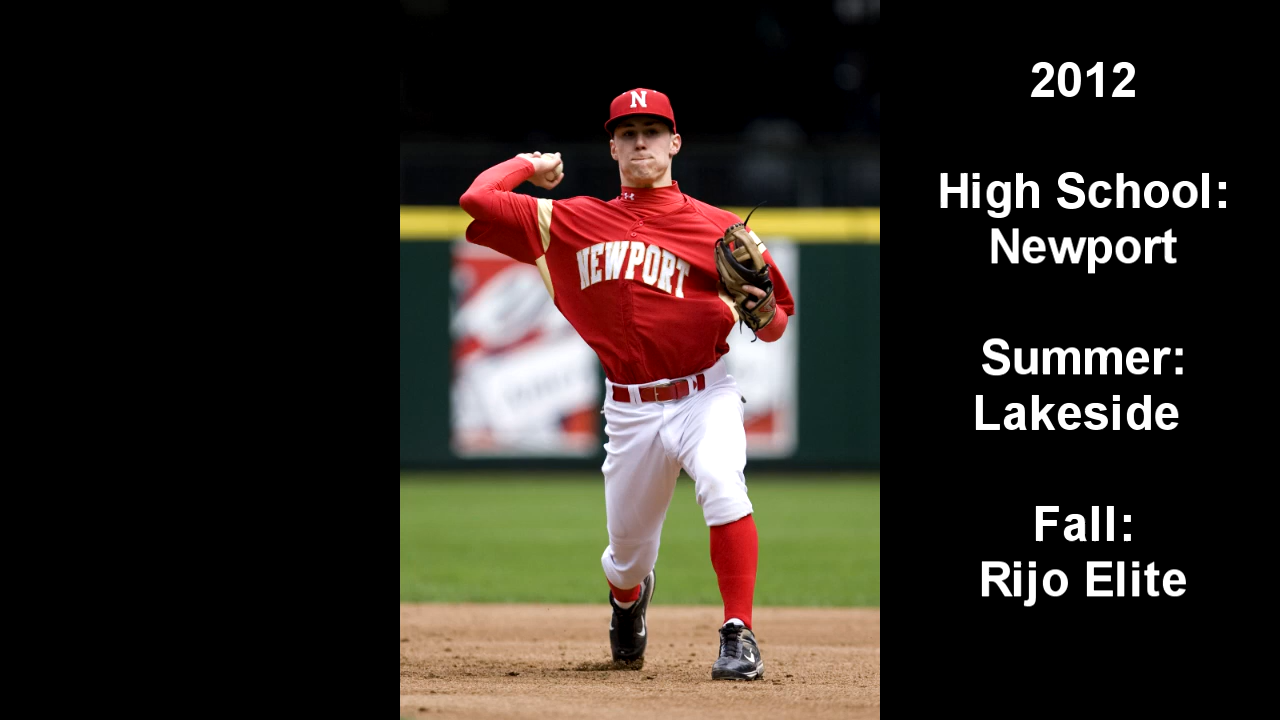 N
NEWPORT
2012
High School:
Newport
Summer:
Lakeside
Fall:
Rijo Elite